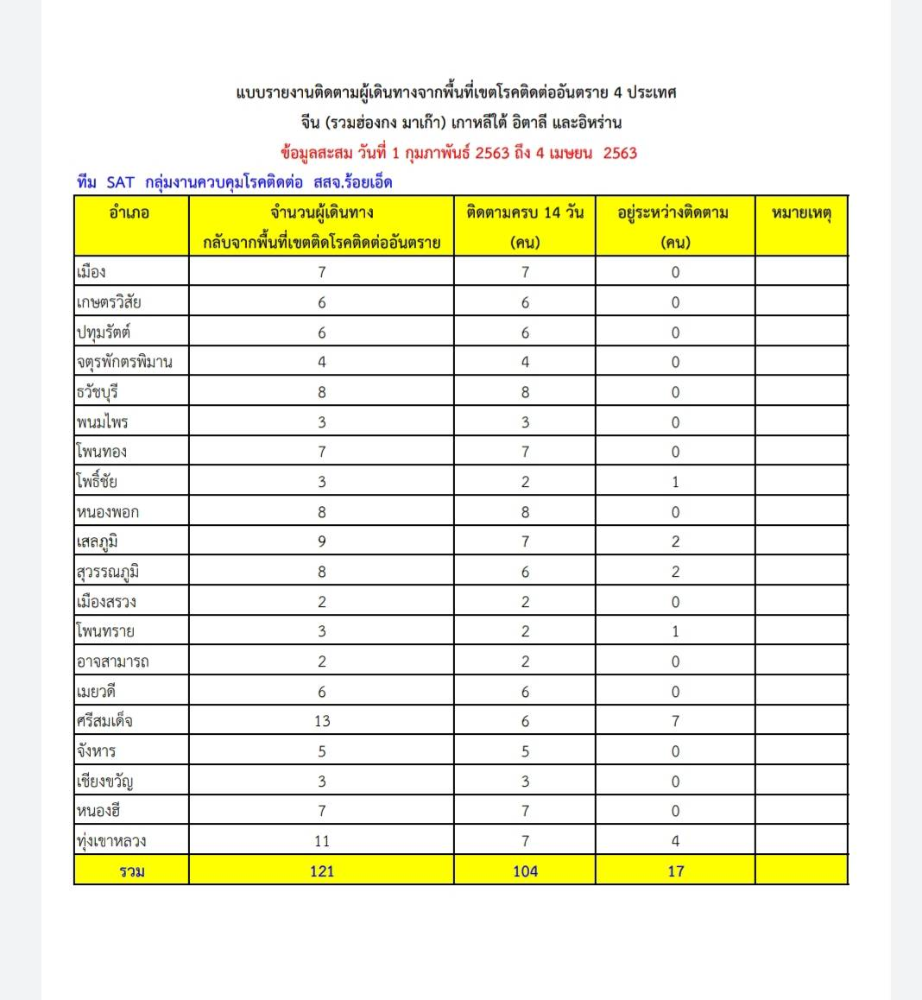 แบบรายงานติดตามผู้เดินทางจากพื้นที่เขตโรคติดต่ออันตราย 4 ประเทศ
จีน (รวมฮ่องกง มาเก๊า) เกาหลีใต้ อิตาลี และอิหร่าน
ข้อมูลสะสม วันที่ 1 กุมภาพันธ์ 2563 ถึง 4 เมษยน 2563
ทีม SAT กลุ่มงานควบคุมโรคติดต่อ สสจ.ร้อยเอ็ด
อำเภอ จำนวนผู้เดินทาง ติดตามครบ 14 วัน อยู่ระหว่างติดตาม หมายเหตุ
กลับจากพื้นที่เขตติดโรคติดต่ออันตราย (คน) (คน)
เมือง 7 7 0
เกษตรวิสัย 6 6 0
ปทุมรัตต์ 6 6 0
จตุรพักตรพิมาน 4 4 0
ธวัชบุรี 8 8 0
พนมไพร 3 3 0
โพนทอง 7 7 0
โพธิ์ชัย 3 2 1
หนองพอก 8 8 0
เสลภูมิ 9 7 2
สุวรรณภูมิ 8 6 2
เมืองสรวง 2 2 0
โพนทราย 3 2 1
อาจสามารถ 2 2 0
เมยวดี 6 6 0
ศรีสมเด็จ 13 6 7
จังหาร 5 5 0
เชียงขวัญ 3 3 0
หนองฮี 7 7 0
ทุ่งเขาหลวง 11 7 4
รวม 121 104 17